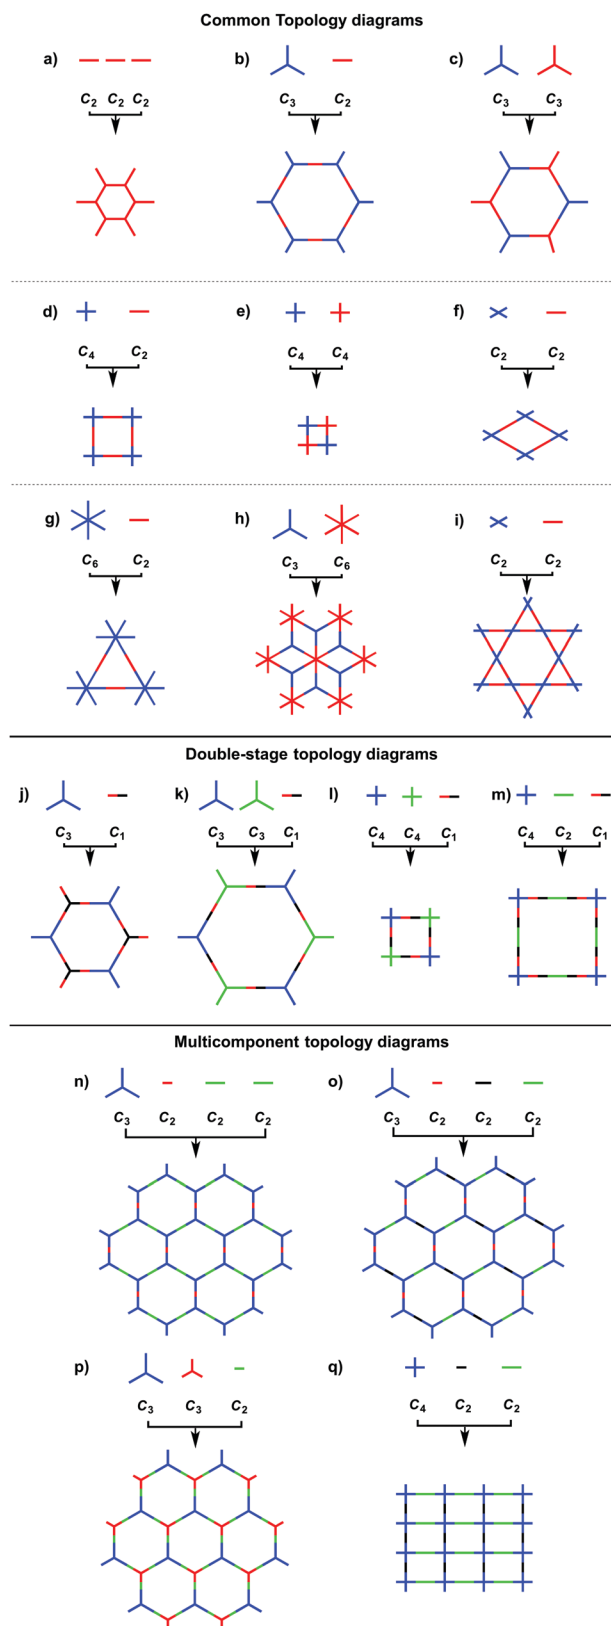 Common Topology diagrams
a) b) c)
C2 C2 C2 C3 C2 C3 C3
d) e) f)
C4 C2 C4 C4 C2 C2
g) h) i)
C6 C2 C3 C6 C2 C2
Double-stage topology diagrams
j) k) l) m)
C3 C1 C3 C3 C1 C4 C4 C1 C4 C2 C1
Multicomponent topology diagrams
n) o)
C3 C2 C2 C2 C3 C2 C2 C2
p) q)
C3 C3 C2 C4 C2 C2